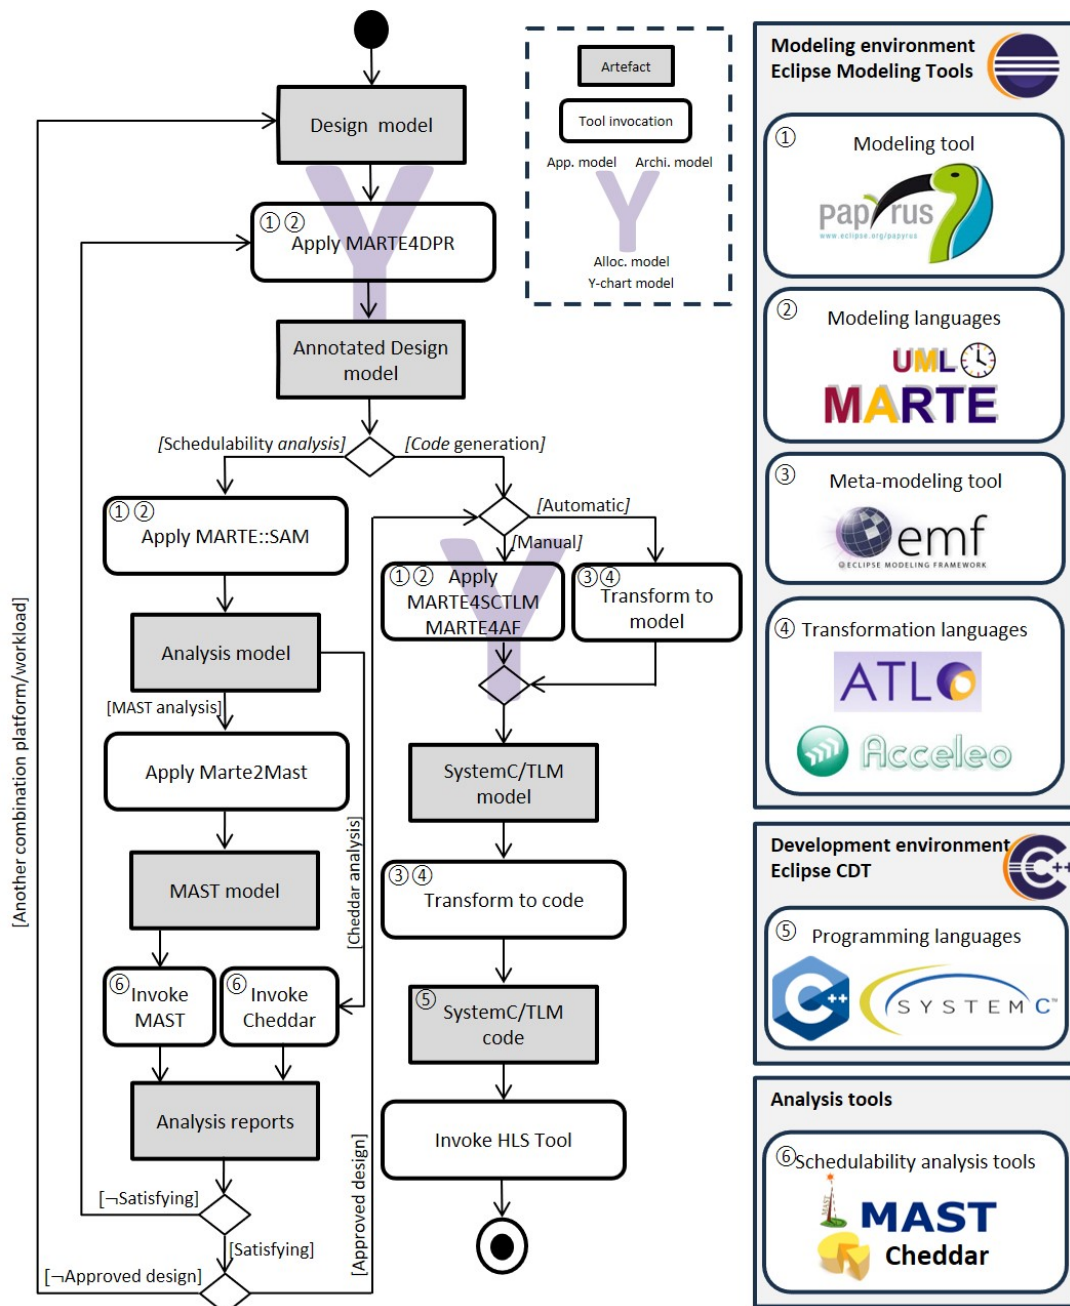 Design model
① ②
Apply MARTE4DPR
Annotated Design
model
[Schedulability analysis]
[Code generation]
① ②
Apply MARTE::SAM
[Automatic]
[Manual]
① ② Apply
MARTE4SCTLM
MARTE4AF
③ ④
Transform to
model
Analysis model
[MAST analysis]
Apply Marte2Mast
[Cheddar analysis]
MAST model
⑥ Invoke
MAST
⑥ Invoke
Cheddar
Analysis reports
[¬Satisfying]
[Satisfying]
[¬Approved design]
[Approved design]
[Another combination platform/workload]
SystemC/TLM
model
③ ④
Transform to code
⑤
SystemC/TLM
code
Invoke HLS Tool
Artefact
Tool invocation
App. model
Archi. model
Y
Alloc. model
Y-chart model
Modeling environment
Eclipse Modeling Tools
①
Modeling tool
papyrus
www.eclipse.org/papyrus
②
Modeling languages
UML
MARTE
③
Meta-modeling tool
emf
ECLIPSE MODELING FRAMEWORK
④ Transformation languages
ATL
Acceleo
Development environment
Eclipse CDT
C++
⑤
Programming languages
C++
SYSTEM C™
Analysis tools
⑥ Schedulability analysis tools
MAST
MAST
Cheddar